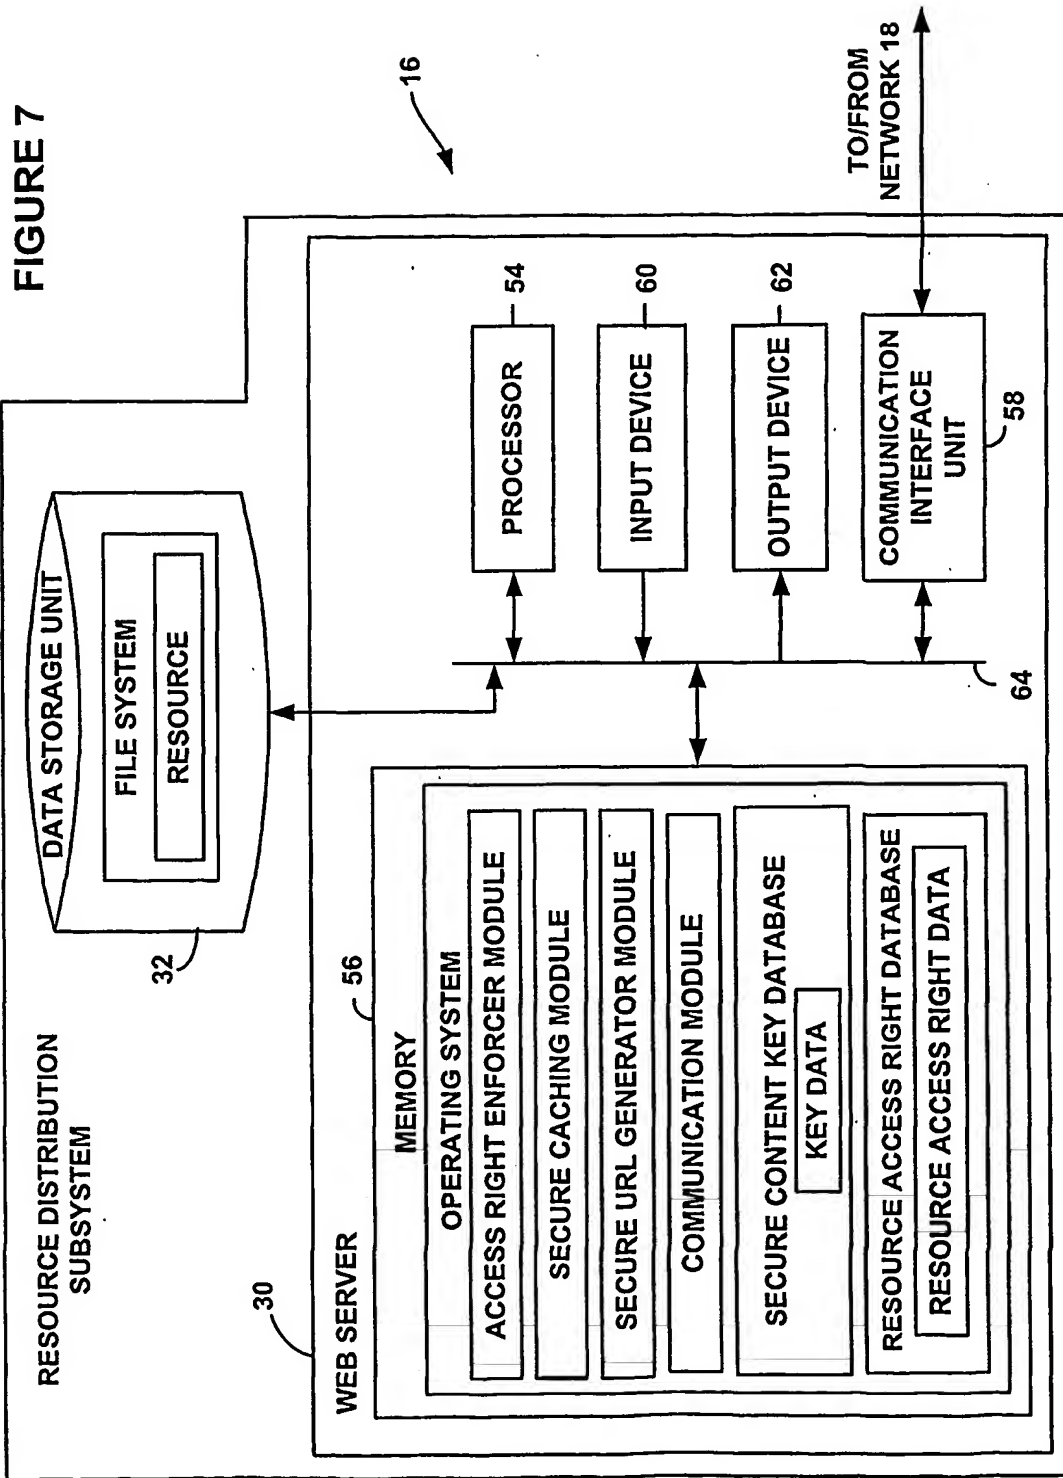 FIGURE 7
RESOURCE DISTRIBUTION
SUBSYSTEM
DATA STORAGE UNIT
FILE SYSTEM
RESOURCE
32
16
30
WEB SERVER
56
MEMORY
OPERATING SYSTEM
ACCESS RIGHT ENFORCER MODULE
SECURE CACHING MODULE
SECURE URL GENERATOR MODULE
COMMUNICATION MODULE
SECURE CONTENT KEY DATABASE
KEY DATA
RESOURCE ACCESS RIGHT DATABASE
RESOURCE ACCESS RIGHT DATA
PROCESSOR
54
INPUT DEVICE
60
OUTPUT DEVICE
62
COMMUNICATION
INTERFACE
UNIT
58
64
TO/FROM
NETWORK 18